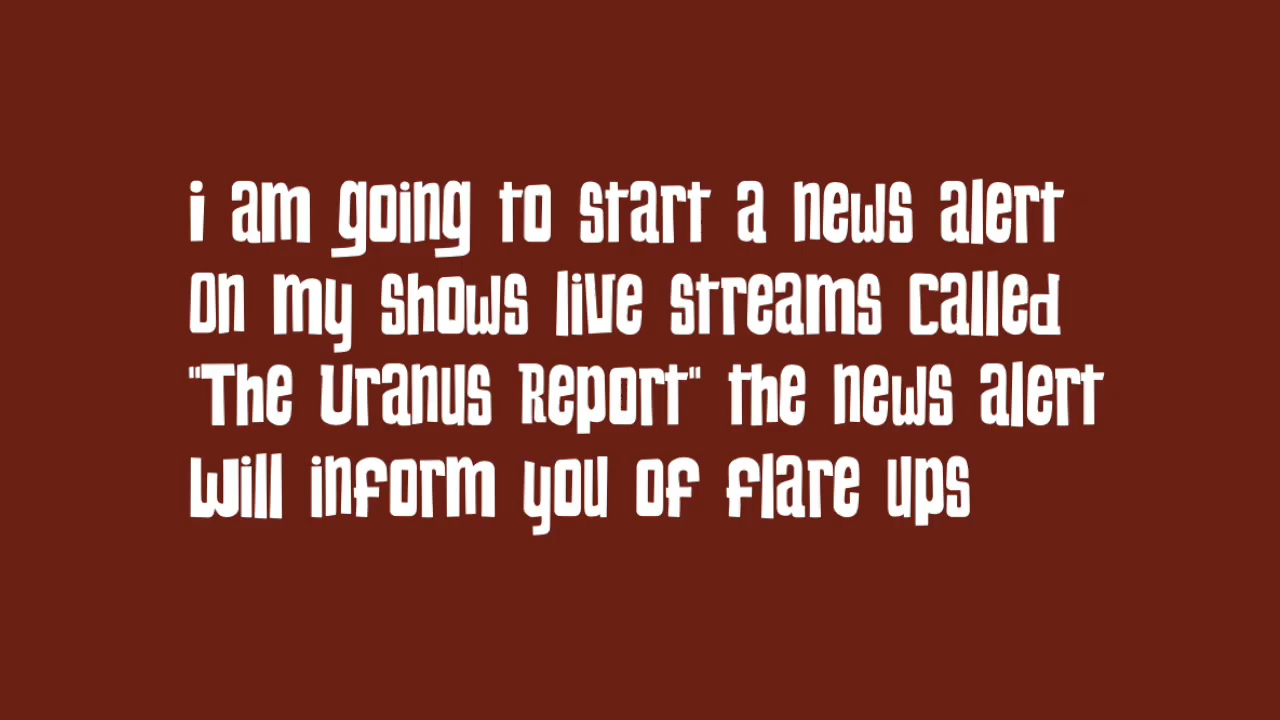 i am going to start a news alert
On my shows live streams Called
"The Uranus Report" the news alert
Will inform you of flare ups